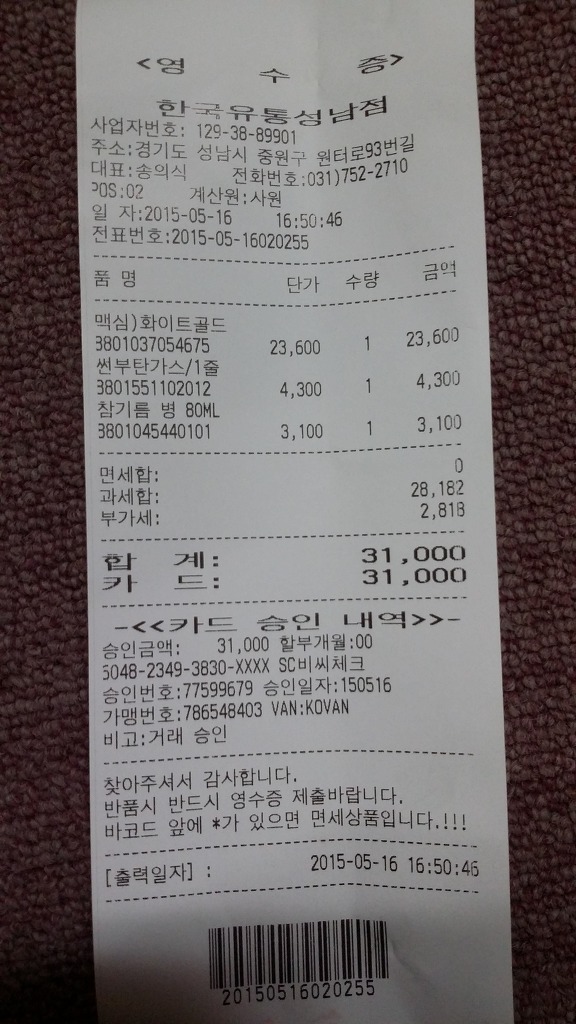 <영 수 증>
한국유통성남점
사업자번호: 129-38-89901
주소:경기도 성남시 중원구 원터로93번길
대표:송의식 전화번호:031)752-2710
POS:02 계산원:사원
일 자:2015-05-16 16:50:46
전표번호:2015-05-16020255
품 명 단가 수량 금액
맥심)화이트골드
8801037054675 23,600 1 23,600
썬부탄가스/1줄
8801551102012 4,300 1 4,300
참기름 병 80ML
8801045440101 3,100 1 3,100
면세합: 0
과세합: 28,182
부가세: 2,818
합 계: 31,000
카 드: 31,000
-<<카드 승인 내역>>-
승인금액: 31,000 할부개월:00
5048-2349-3830-XXXX SC비씨체크
승인번호:77599679 승인일자:150516
가맹번호:786548403 VAN:KOVAN
비고:거래 승인
찾아주셔서 감사합니다.
반품시 반드시 영수증 제출바랍니다.
바코드 앞에 *가 있으면 면세상품입니다.!!!
[출력일자] : 2015-05-16 16:50:46
20150516020255